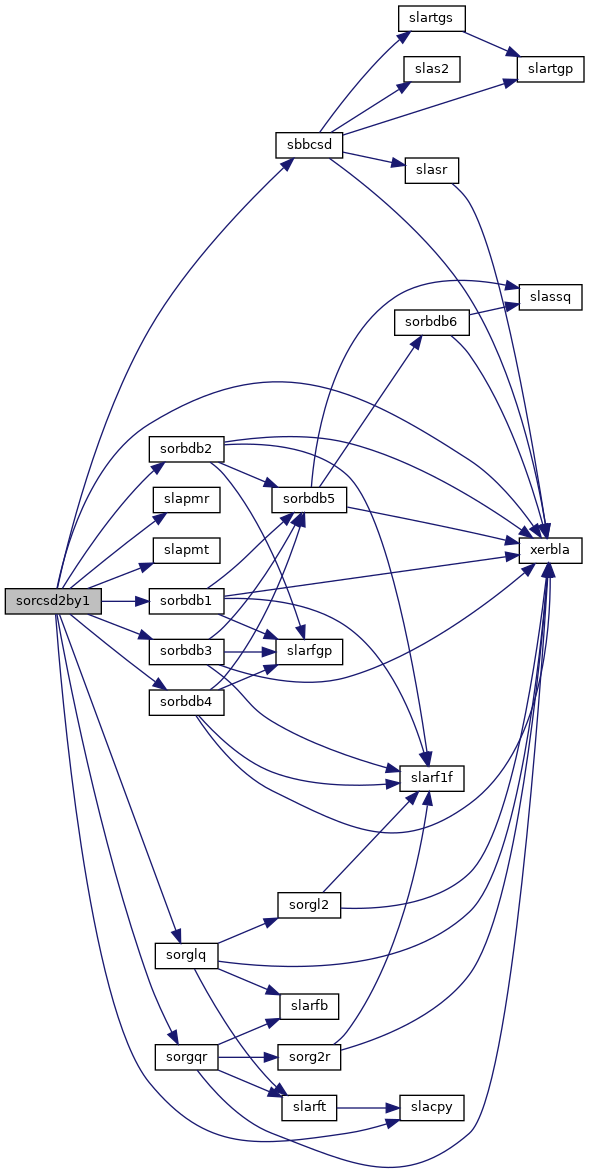 slartgs
slas2
slartgp
sbbcsd
slasr
slassq
sorbdb6
sorbdb2
slapmr
sorbdb5
slapmt
xerbla
sorcsd2by1
sorbdb1
sorbdb3
slarfgp
sorbdb4
slarf1f
sorgl2
sorglq
slarfb
sorgqr
sorg2r
slarft
slacpy